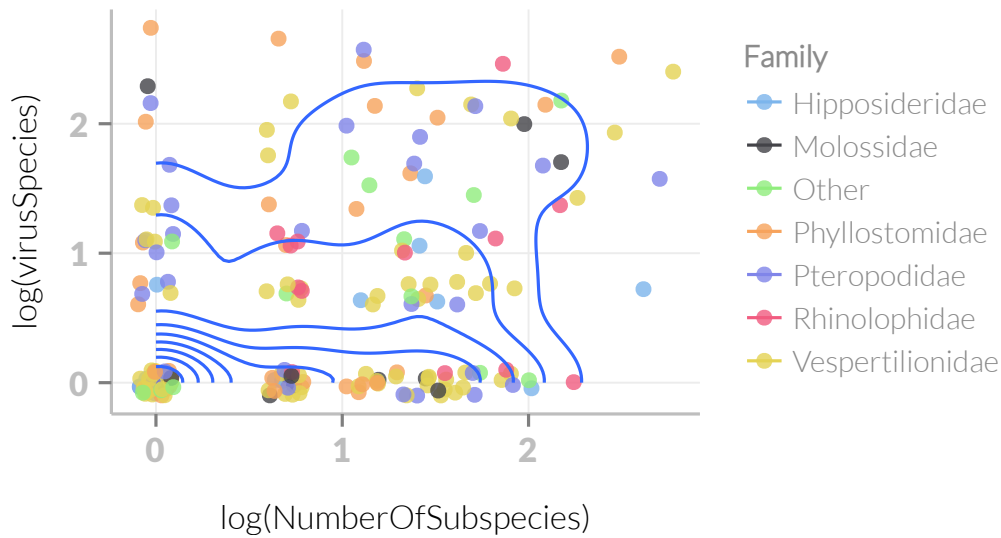 Family
Hipposideridae
Molossidae
Other
Phyllostomidae
Pteropodidae
Rhinolophidae
Vespertilionidae
log(virusSpecies)
2
1
0
0 1 2
log(NumberOfSubspecies)